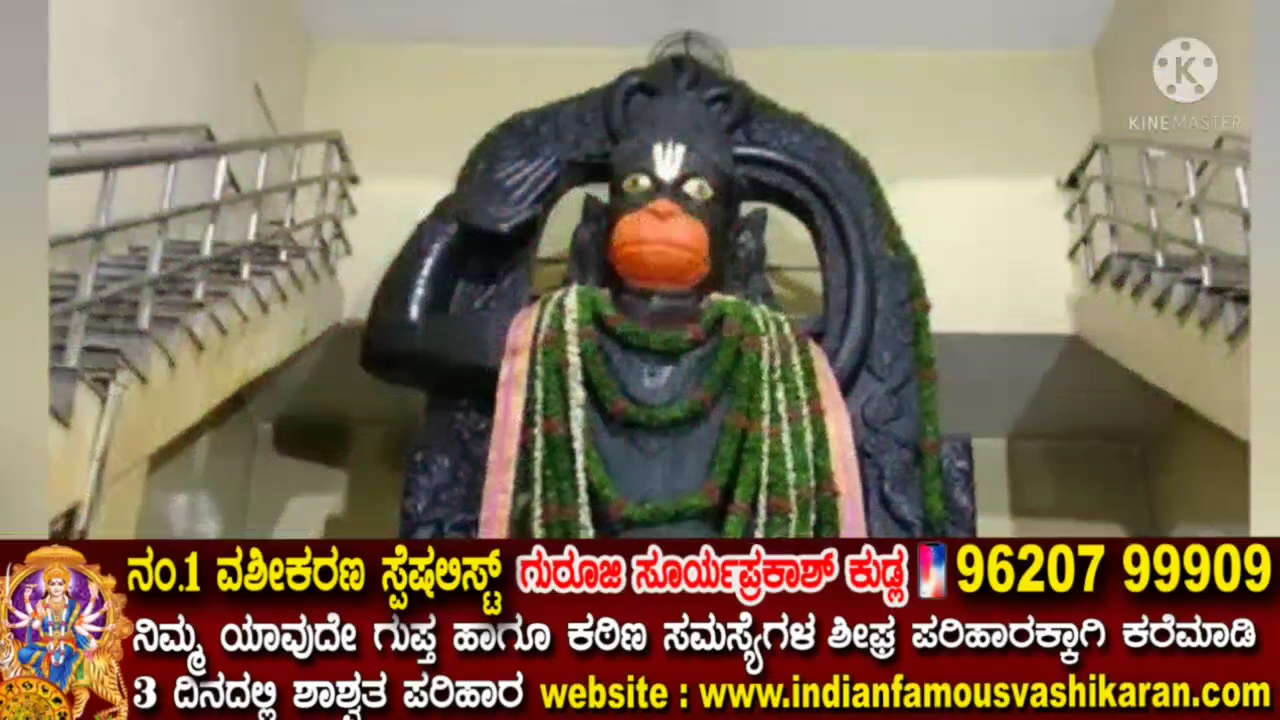 K
KINEMASTER
ನಂ.1 ವಶೀಕರಣ ಸ್ಪೆಷಲಿಸ್ಟ್ ಗುರೂಜಿ ಸೂರ್ಯಪ್ರಕಾಶ್ ಕುಡ್ಲ 96207 99909
ನಿಮ್ಮ ಯಾವುದೇ ಗುಪ್ತ ಹಾಗೂ ಕಠಿಣ ಸಮಸ್ಯೆಗಳ ಶೀಘ್ರ ಪರಿಹಾರಕ್ಕಾಗಿ ಕರೆಮಾಡಿ
3 ದಿನದಲ್ಲಿ ಶಾಶ್ವತ ಪರಿಹಾರ website : www.indianfamousvashikaran.com